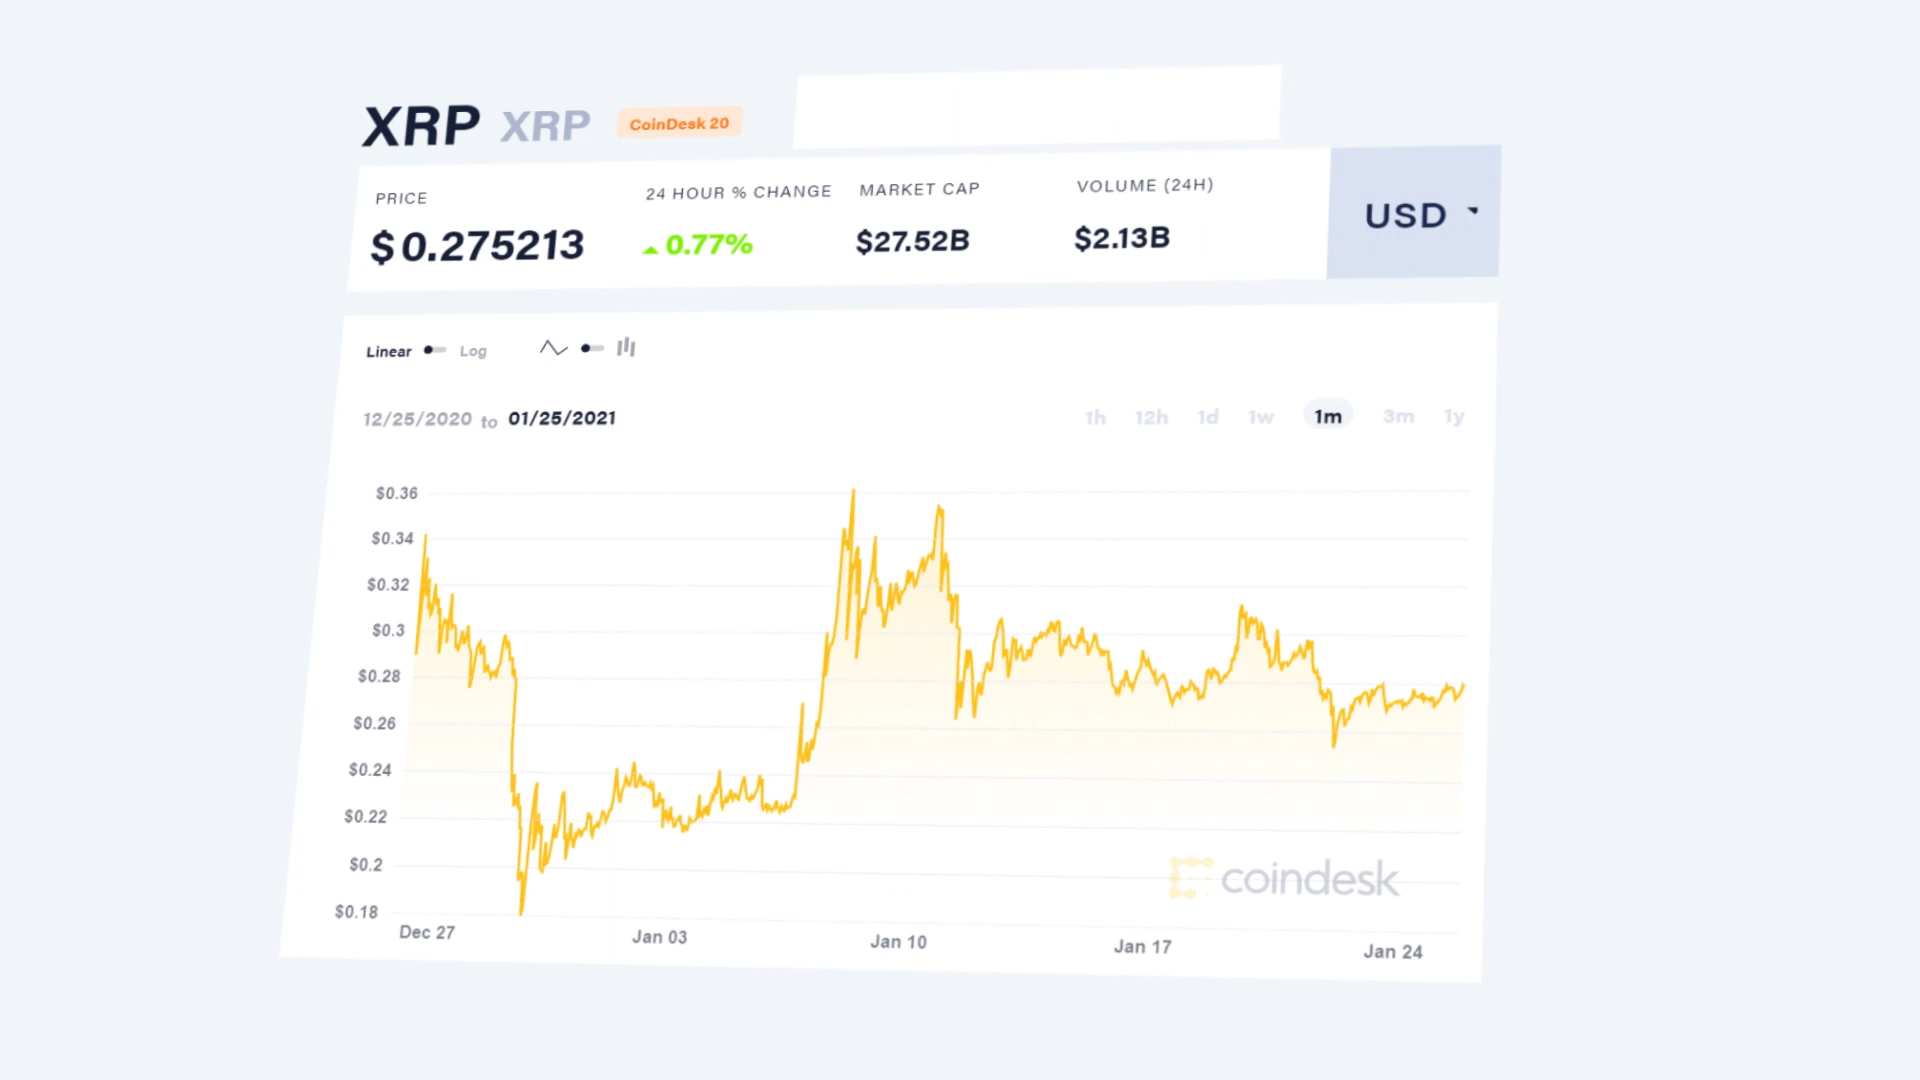 XRP XRP CoinDesk 20
PRICE 24 HOUR % CHANGE MARKET CAP VOLUME (24H)
$0.275213 0.77% $27.52B $2.13B USD
Linear Log
12/25/2020 to 01/25/2021 1h 12h 1d 1w 1m 3m 1y
$0.36
$0.34
$0.32
$0.3
$0.28
$0.26
$0.24
$0.22
$0.2
$0.18
coindesk
Dec 27 Jan 03 Jan 10 Jan 17 Jan 24